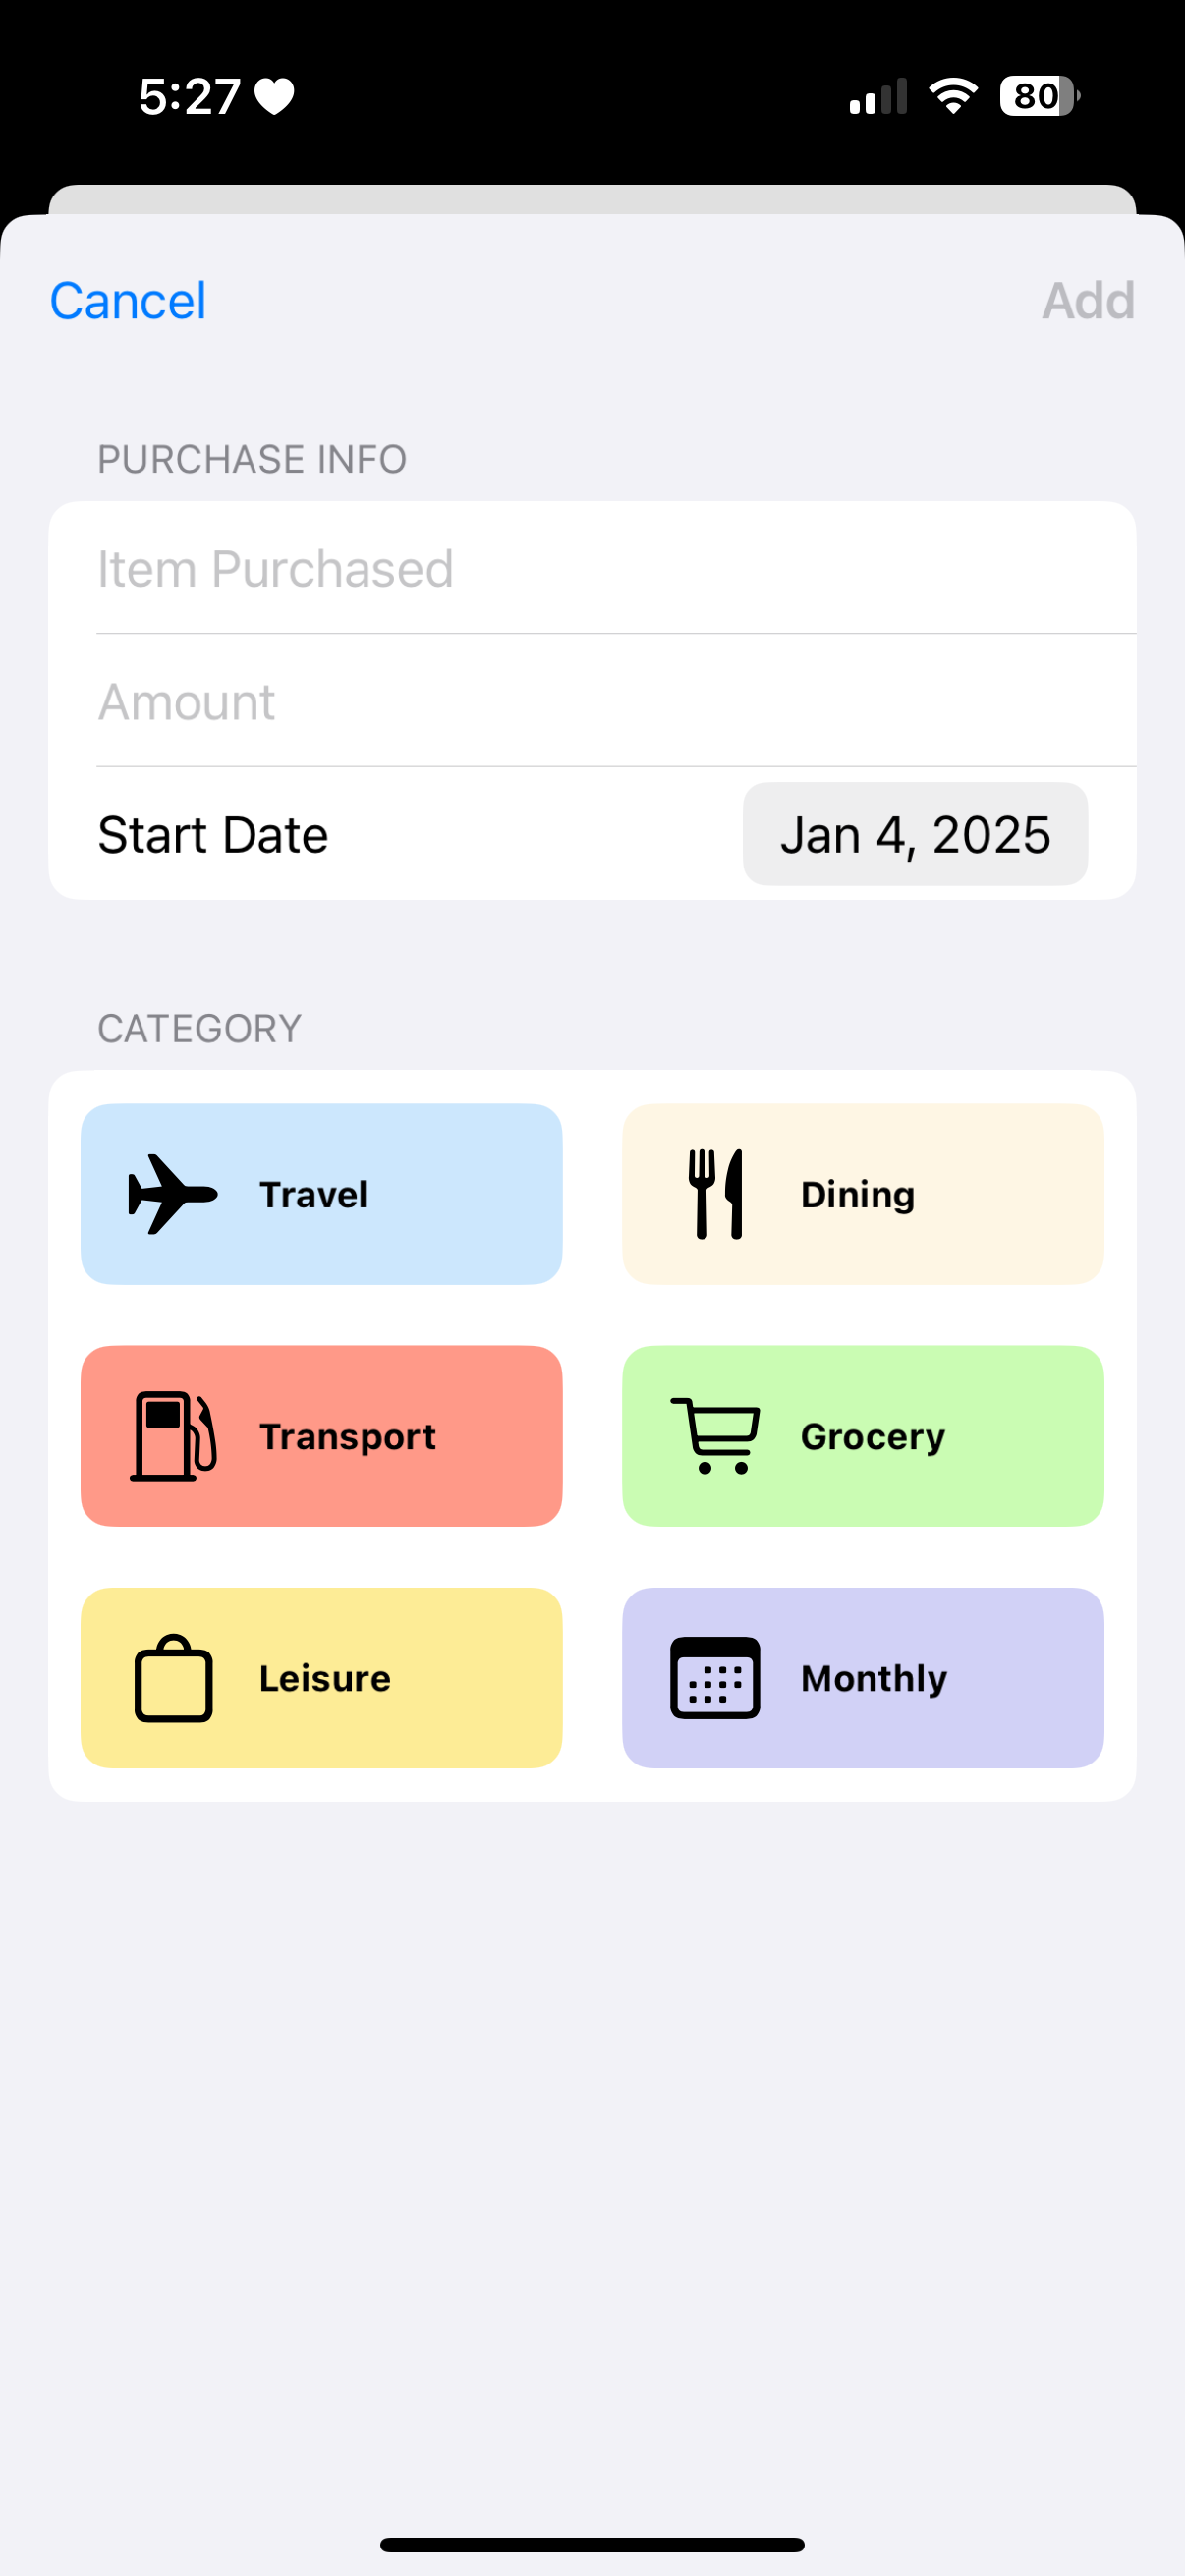 5:27
80
Cancel
Add
PURCHASE INFO
Item Purchased
Amount
Start Date
Jan 4, 2025
CATEGORY
Travel
Dining
Transport
Grocery
Leisure
Monthly